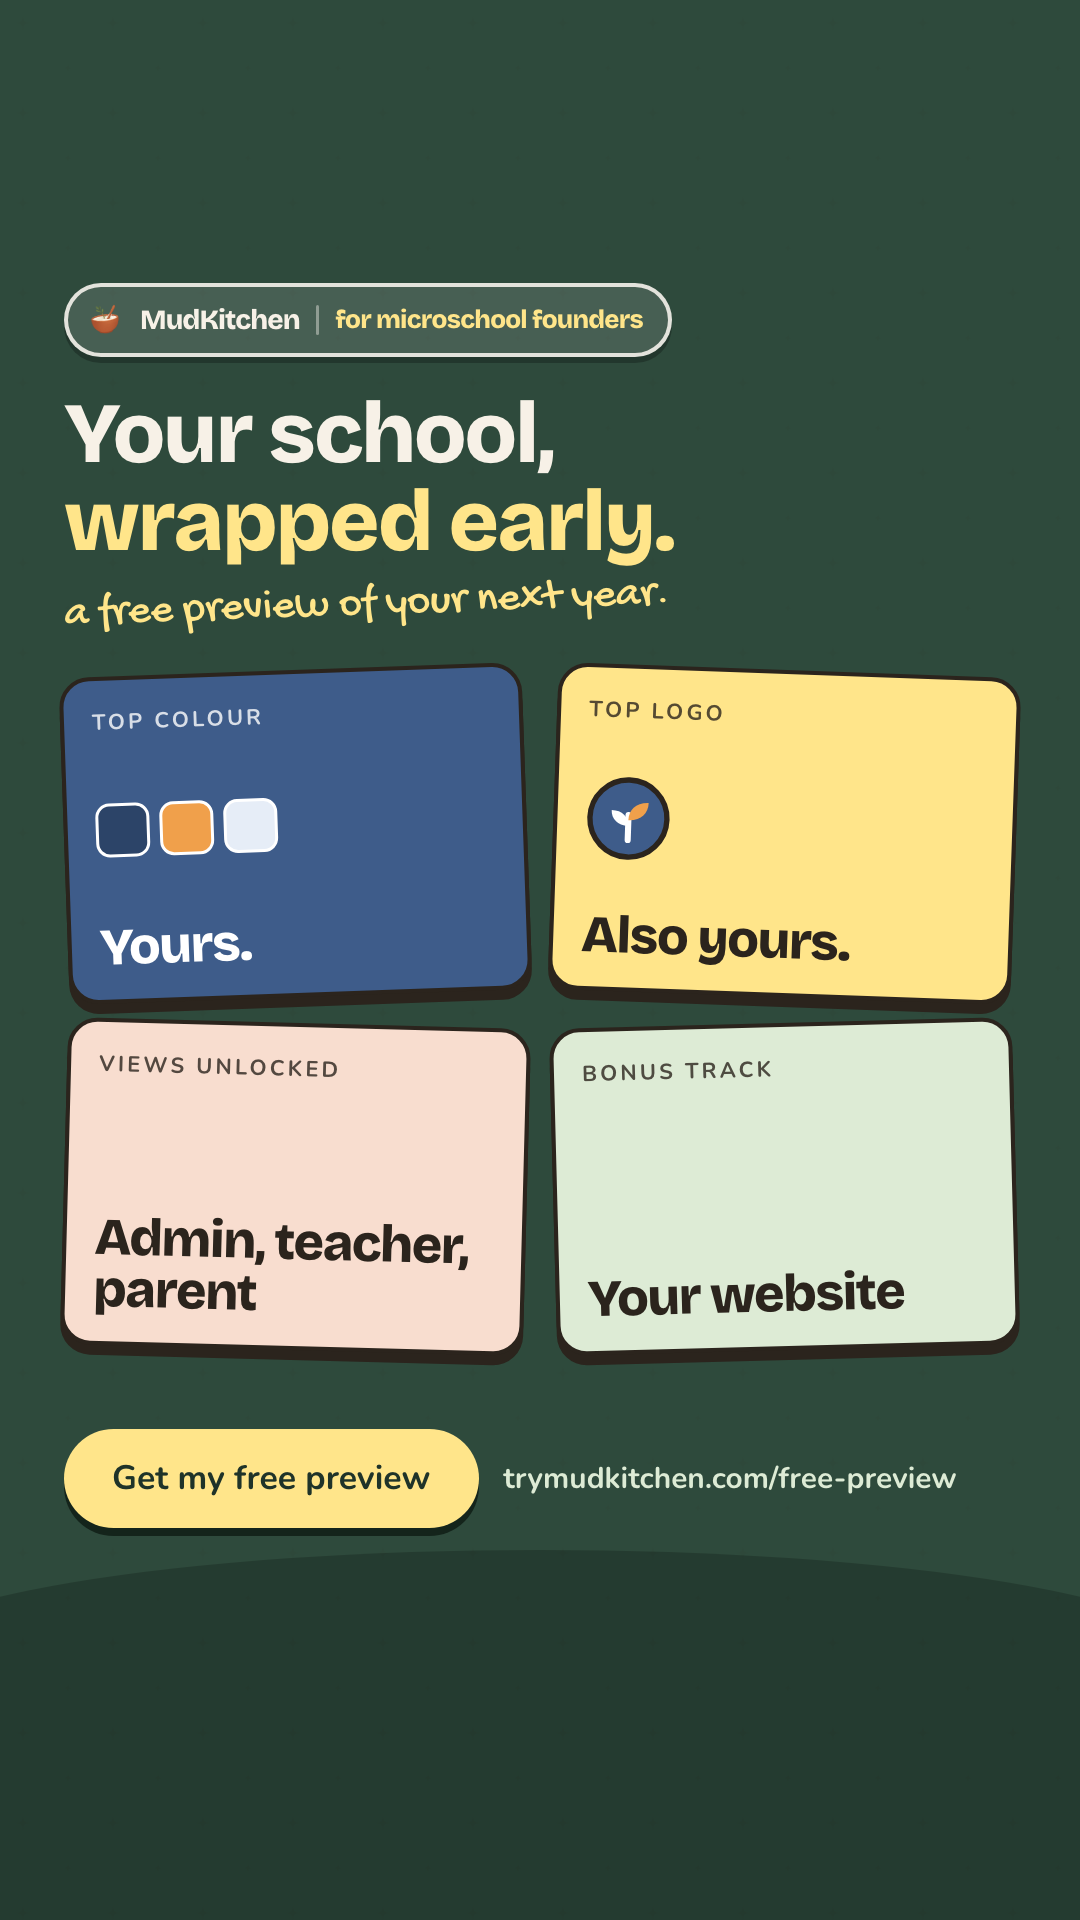 MudKitchen | for microschool founders
Your school,
wrapped early.
a free preview of your next year.
TOP COLOUR
Yours.
TOP LOGO
Also yours.
VIEWS UNLOCKED
Admin, teacher,
parent
BONUS TRACK
Your website
Get my free preview
trymudkitchen.com/free-preview